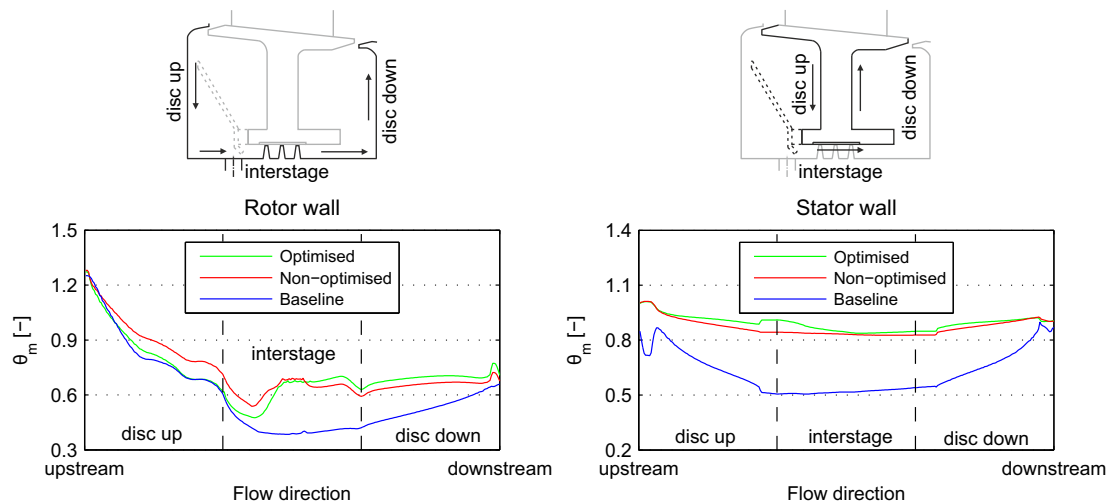 disc up
disc down
interstage
Rotor wall
1.5
1.2
0.9
0.6
0.3
θm [−]
Optimised
Non−optimised
Baseline
interstage
disc up
disc down
upstream
downstream
Flow direction
disc up
disc down
interstage
Stator wall
1.4
1.1
0.8
0.5
0.2
θm [−]
Optimised
Non−optimised
Baseline
disc up
interstage
disc down
upstream
downstream
Flow direction